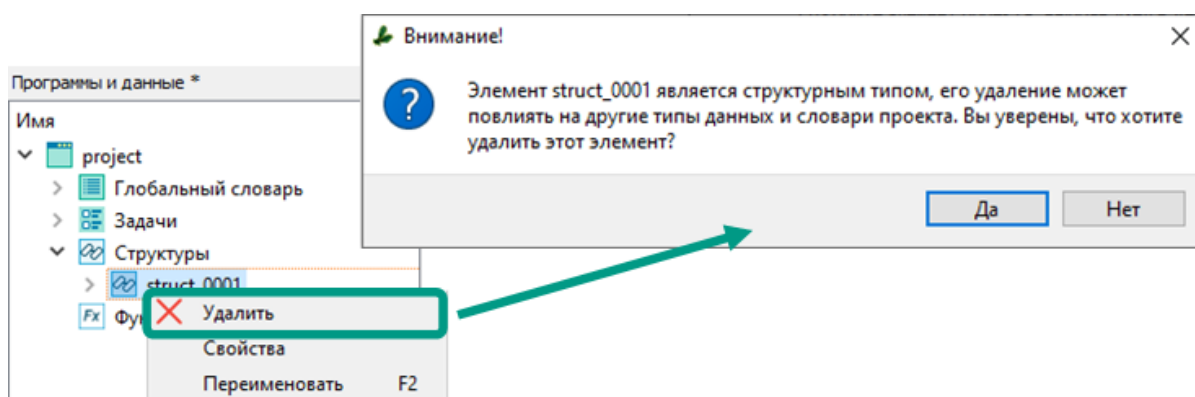 Внимание!
Элемент struct_0001 является структурным типом, его удаление может
повлиять на другие типы данных и словари проекта. Вы уверены, что хотите
удалить этот элемент?
Да Нет
Программы и данные *
Имя
project
Глобальный словарь
Задачи
Структуры
struct_0001
Fx
Удалить
Свойства
Переименовать F2